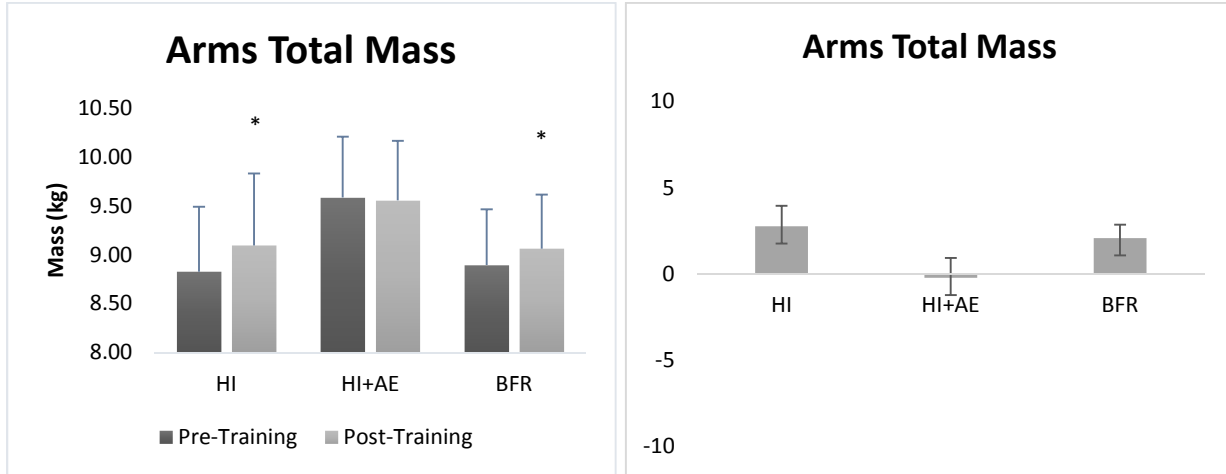 Arms Total Mass
Mass (kg)
10.50
10.00
9.50
9.00
8.50
8.00
*
*
HI
HI+AE
BFR
Pre-Training
Post-Training
Arms Total Mass
10
5
0
-5
-10
HI
HI+AE
BFR